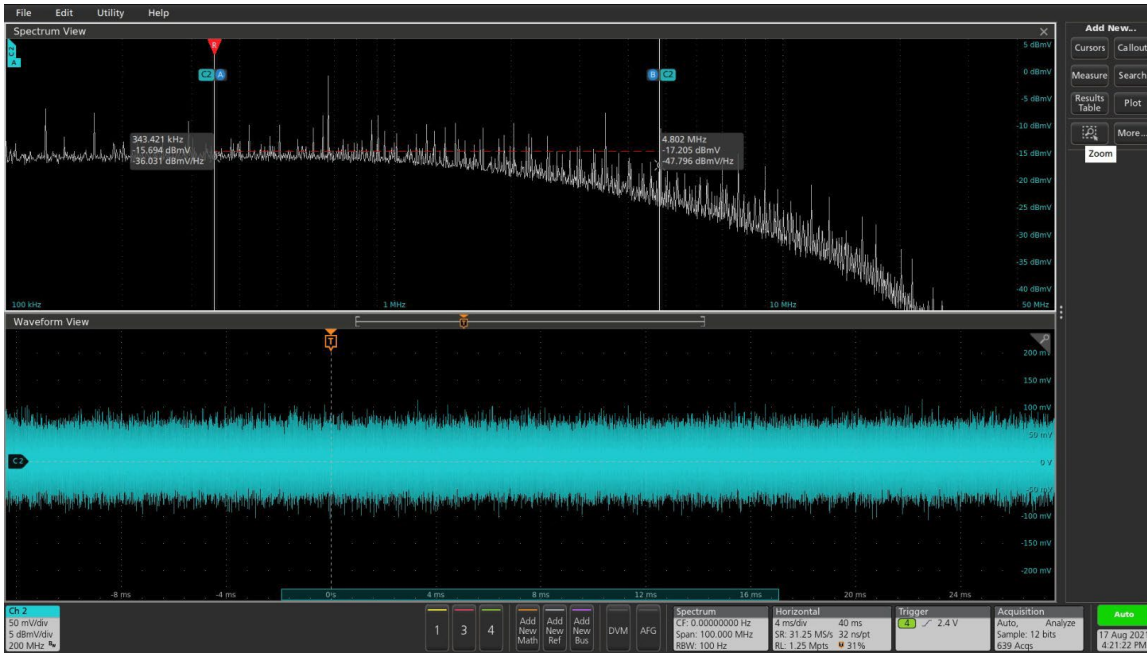 File Edit Utility Help
Spectrum View
Add New...
Cursors Callout
Measure Search
Results Table Plot
More...
Zoom
C2
A
R
C2 A
B C2
5 dBmV
0 dBmV
-5 dBmV
-10 dBmV
-15 dBmV
-20 dBmV
-25 dBmV
-30 dBmV
-35 dBmV
-40 dBmV
343.421 kHz
-15.694 dBmV
-36.031 dBmV/Hz
4.802 MHz
-17.205 dBmV
-47.796 dBmV/Hz
100 kHz 1 MHz 10 MHz 50 MHz
Waveform View
T
T
200 mV
150 mV
100 mV
50 mV
0 V
-50 mV
-100 mV
-150 mV
-200 mV
C2
-8 ms -4 ms 0 s 4 ms 8 ms 12 ms 16 ms 20 ms 24 ms
Ch 2
50 mV/div
5 dBmV/div
200 MHz
1 3 4
Add New Math
Add New Ref
Add New Bus
DVM AFG
Spectrum
CF: 0.00000000 Hz
Span: 100.000 MHz
RBW: 100 Hz
Horizontal
4 ms/div 40 ms
SR: 31.25 MS/s 32 ns/pt
RL: 1.25 Mpts 31%
Trigger
4 2.4 V
Acquisition
Auto, Analyze
Sample: 12 bits
639 Acqs
Auto
17 Aug 2021
4:21:22 PM